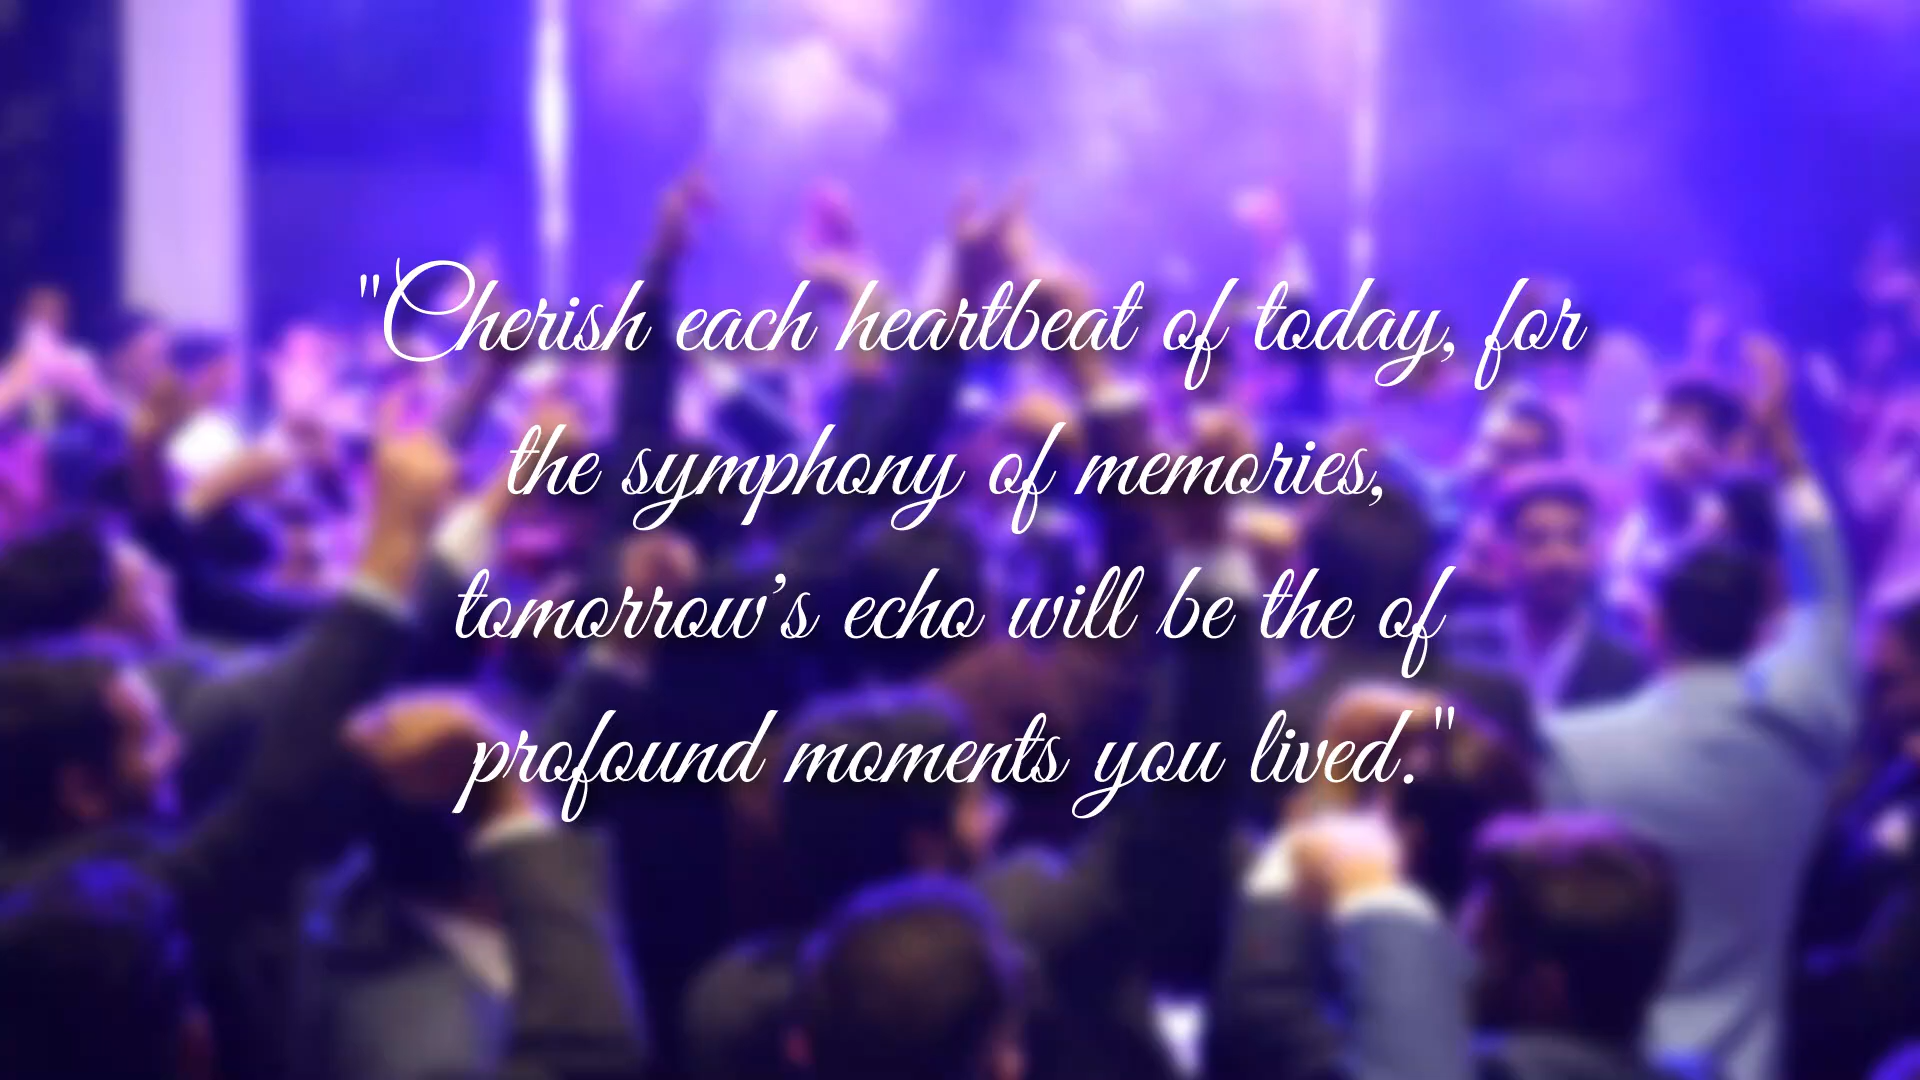 "Cherish each heartbeat of today, for
the symphony of memories,
tomorrow's echo will be the of
profound moments you lived."